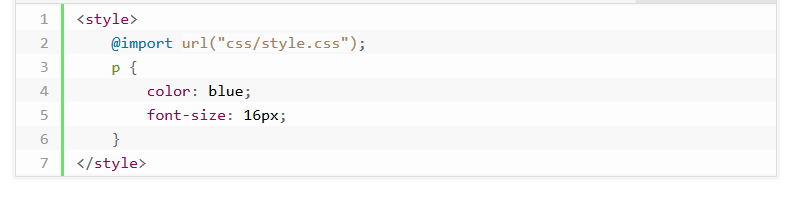 1 <style>
2     @import url("css/style.css");
3     p {
4         color: blue;
5         font-size: 16px;
6     }
7 </style>